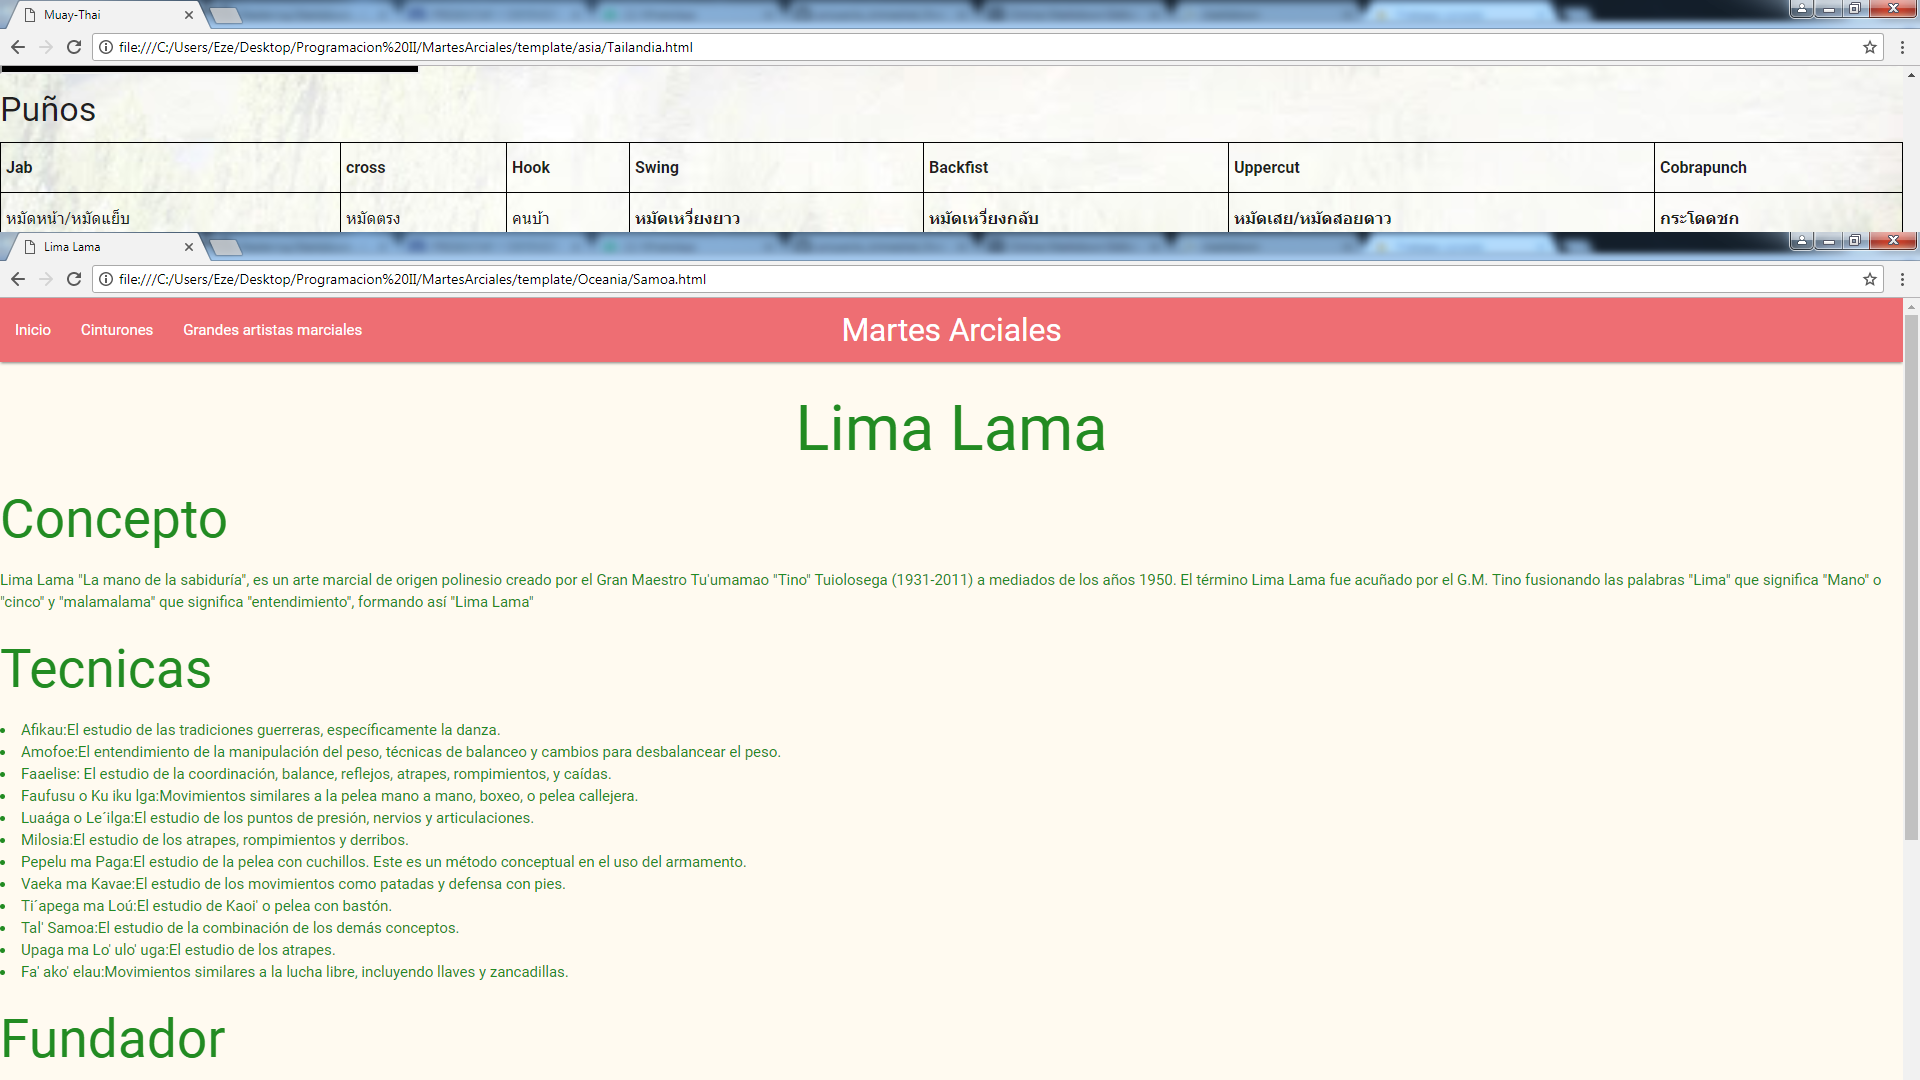 Muay-Thai
file:///C:/Users/Eze/Desktop/Programacion%20II/MartesArciales/template/asia/Tailandia.html
Puños
Jab cross Hook Swing Backfist Uppercut Cobrapunch
หมัดหน้า/หมัดแย็บ หมัดตรง คนบ้า หมัดเหวี่ยงยาว หมัดเหวี่ยงกลับ หมัดเสย/หมัดสอยดาว กระโดดชก
Lima Lama
file:///C:/Users/Eze/Desktop/Programacion%20II/MartesArciales/template/Oceania/Samoa.html
Inicio Cinturones Grandes artistas marciales Martes Arciales
Lima Lama
Concepto
Lima Lama "La mano de la sabiduría", es un arte marcial de origen polinesio creado por el Gran Maestro Tu'umamao "Tino" Tuiolosega (1931-2011) a mediados de los años 1950. El término Lima Lama fue acuñado por el G.M. Tino fusionando las palabras "Lima" que significa "Mano" o
"cinco" y "malamalama" que significa "entendimiento", formando así "Lima Lama"
Tecnicas
• Afikau:El estudio de las tradiciones guerreras, específicamente la danza.
• Amofoe:El entendimiento de la manipulación del peso, técnicas de balanceo y cambios para desbalancear el peso.
• Faaelise: El estudio de la coordinación, balance, reflejos, atrapes, rompimientos, y caídas.
• Faufusu o Ku iku lga:Movimientos similares a la pelea mano a mano, boxeo, o pelea callejera.
• Luaága o Le´ilga:El estudio de los puntos de presión, nervios y articulaciones.
• Milosia:El estudio de los atrapes, rompimientos y derribos.
• Pepelu ma Paga:El estudio de la pelea con cuchillos. Este es un método conceptual en el uso del armamento.
• Vaeka ma Kavae:El estudio de los movimientos como patadas y defensa con pies.
• Ti´apega ma Loú:El estudio de Kaoi' o pelea con bastón.
• Tal' Samoa:El estudio de la combinación de los demás conceptos.
• Upaga ma Lo' ulo' uga:El estudio de los atrapes.
• Fa' ako' elau:Movimientos similares a la lucha libre, incluyendo llaves y zancadillas.
Fundador